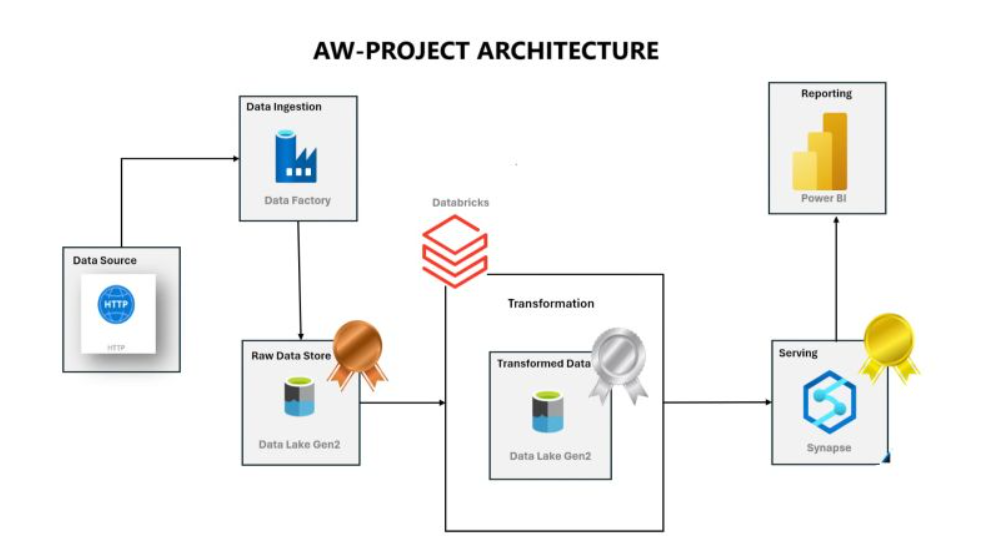 AW-PROJECT ARCHITECTURE
Data Ingestion
Data Factory
Data Source
HTTP
HTTP
Raw Data Store
Data Lake Gen2
Databricks
Transformation
Transformed Data
Data Lake Gen2
Serving
Synapse
Reporting
Power BI